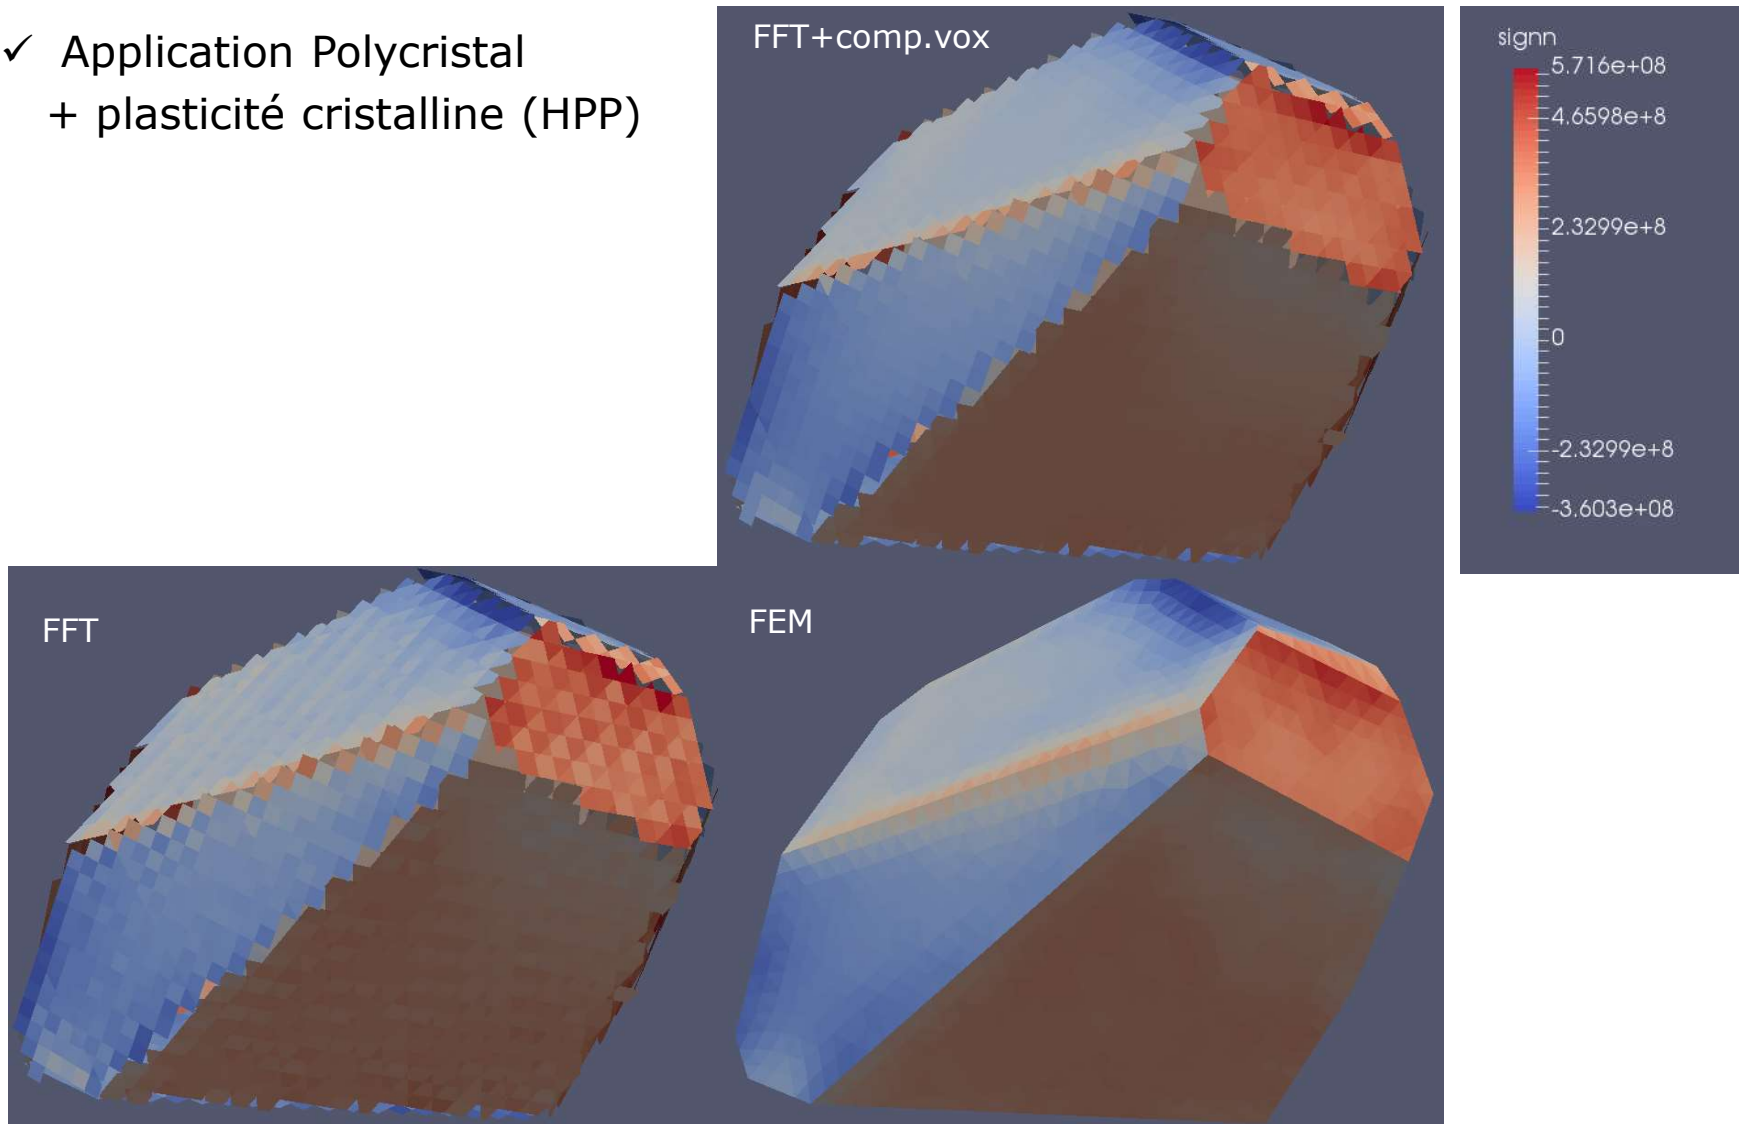 ✓ Application Polycristal
+ plasticité cristalline (HPP)
FFT+comp.vox
signn
5.716e+08
4.6598e+8
2.3299e+8
0
-2.3299e+8
-3.603e+08
FFT
FEM